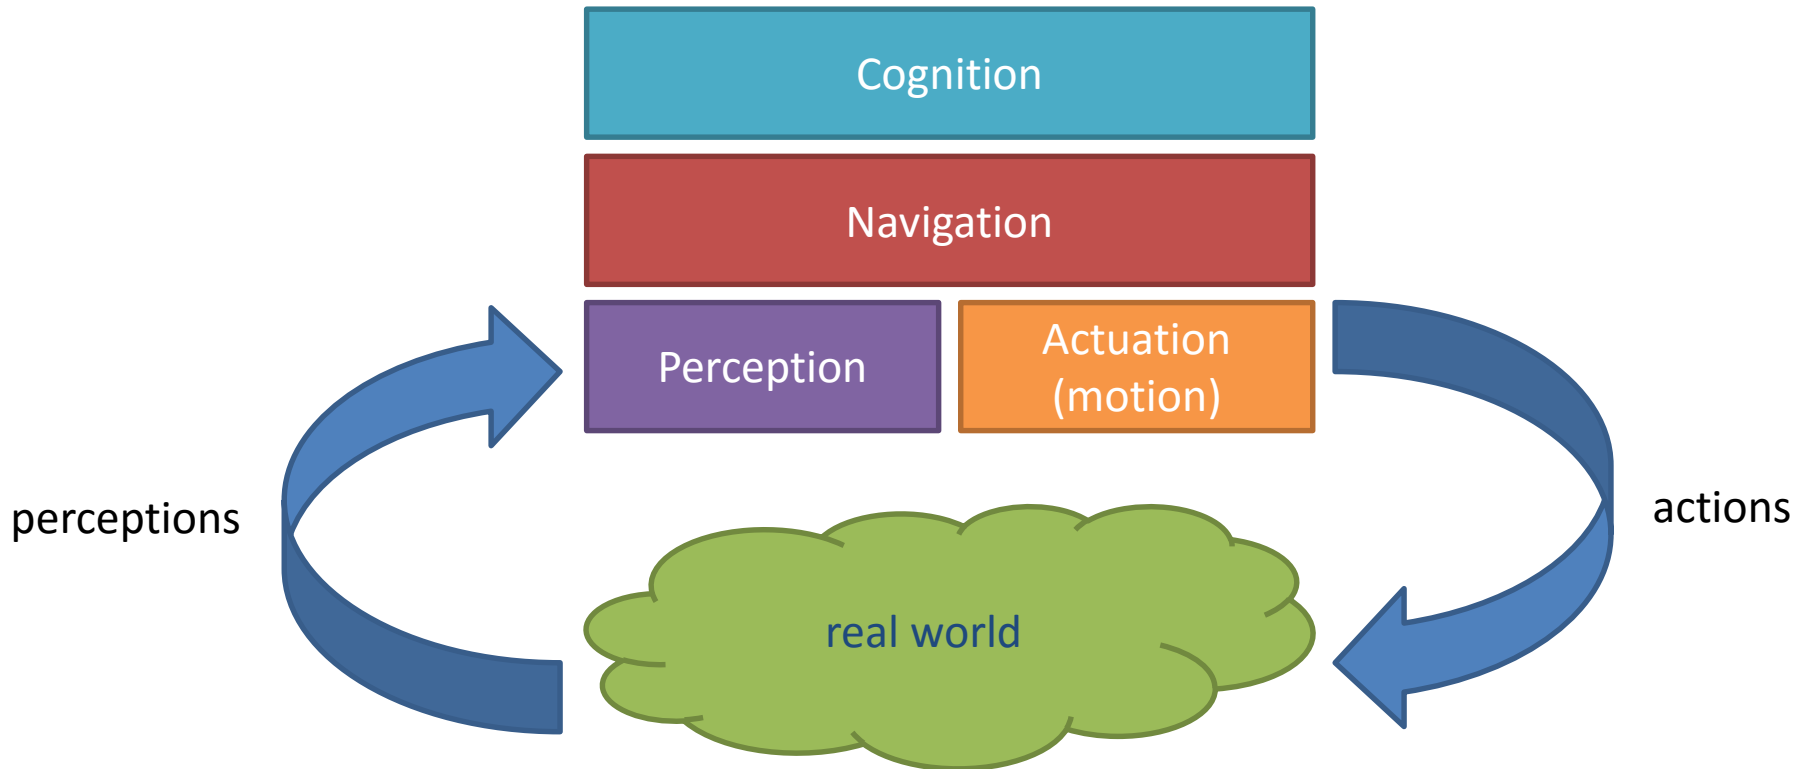 Cognition
Navigation
Perception
Actuation
(motion)
perceptions
actions
real world